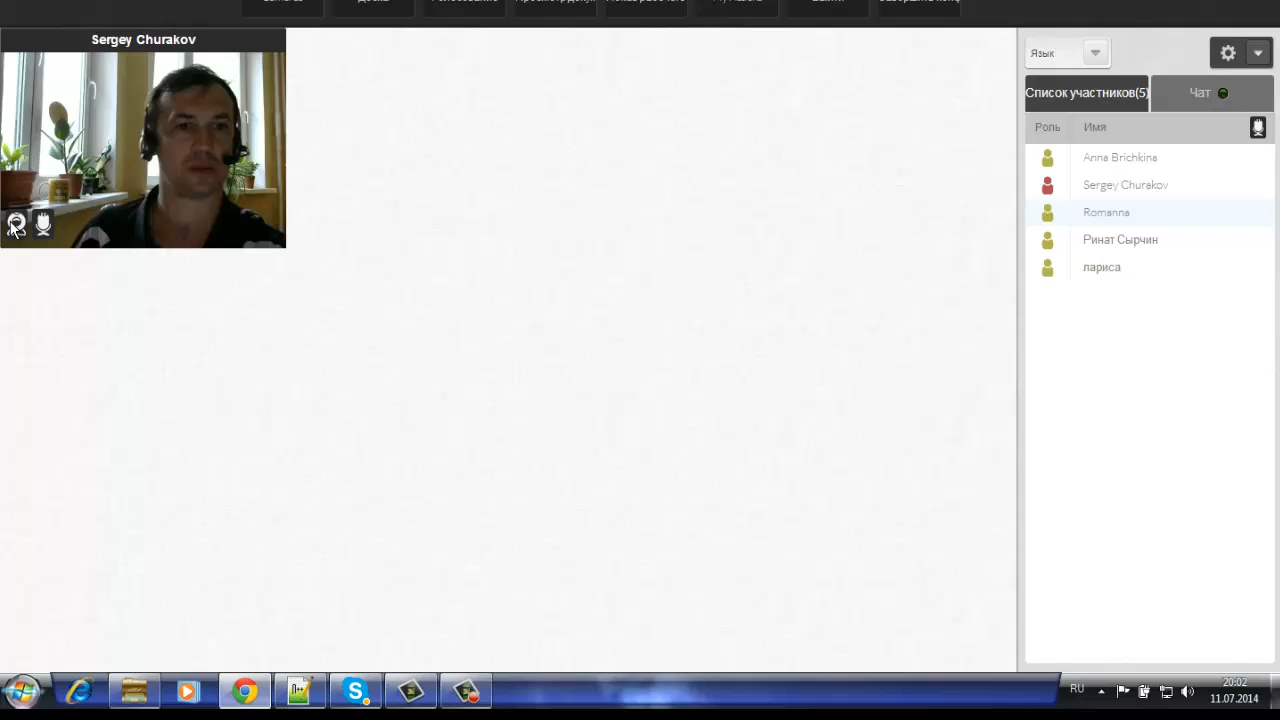 Sergey Churakov
Язык
Список участников(5)
Чат
Роль
Имя
Anna Brichkina
Sergey Churakov
Romanna
Ринат Сырчин
лариса
RU
20:02
11.07.2014